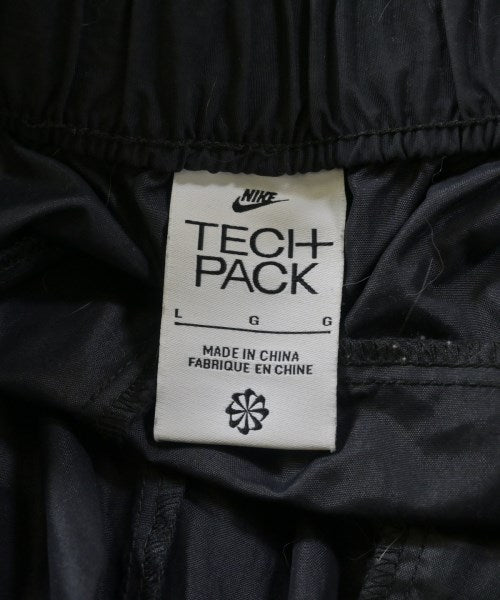 NIKE
TECH
PACK
L G G
MADE IN CHINA
FABRIQUE EN CHINE